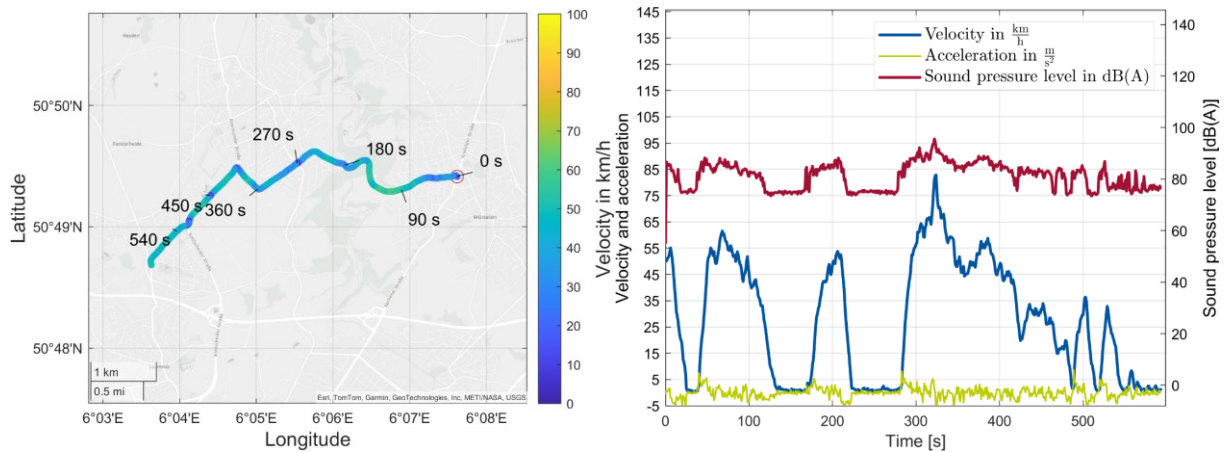 50°50'N
50°49'N
50°48'N
Latitude
6°03'E
6°04'E
6°05'E
6°06'E
6°07'E
6°08'E
Longitude
0 s
90 s
180 s
270 s
360 s
450 s
540 s
1 km
0.5 mi
Esri, TomTom, Garmin, GeoTechnologies, Inc, METI/NASA, USGS
100
90
80
70
60
50
40
30
20
10
0
Velocity in km/h
Velocity and acceleration
145
135
125
115
105
95
85
75
65
55
45
35
25
15
5
-5
Velocity in km/h
Acceleration in m/s²
Sound pressure level in dB(A)
0
100
200
300
400
500
Time [s]
140
120
100
80
60
40
20
0
Sound pressure level [dB(A)]